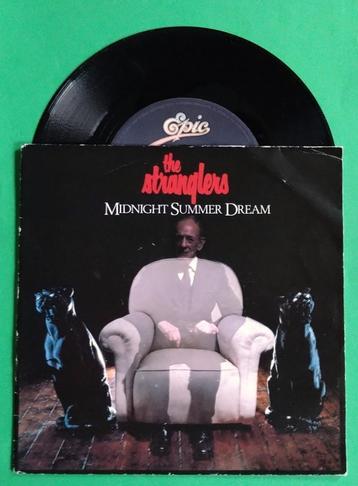 Epic
the
stranglers
MIDNIGHT SUMMER DREAM